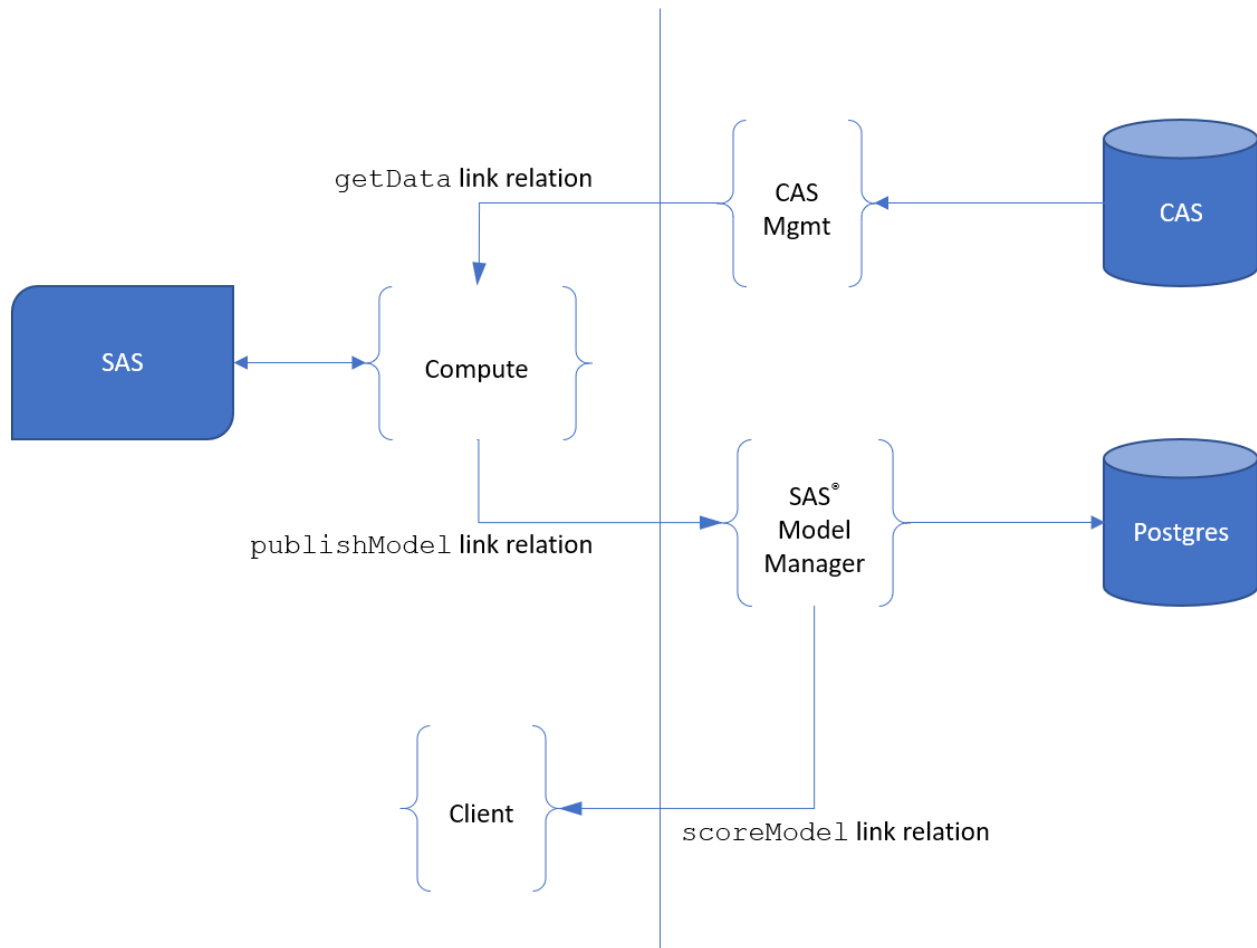 getData link relation
CAS
Mgmt
CAS
SAS
Compute
SAS®
Model
Manager
Postgres
publishModel link relation
Client
scoreModel link relation